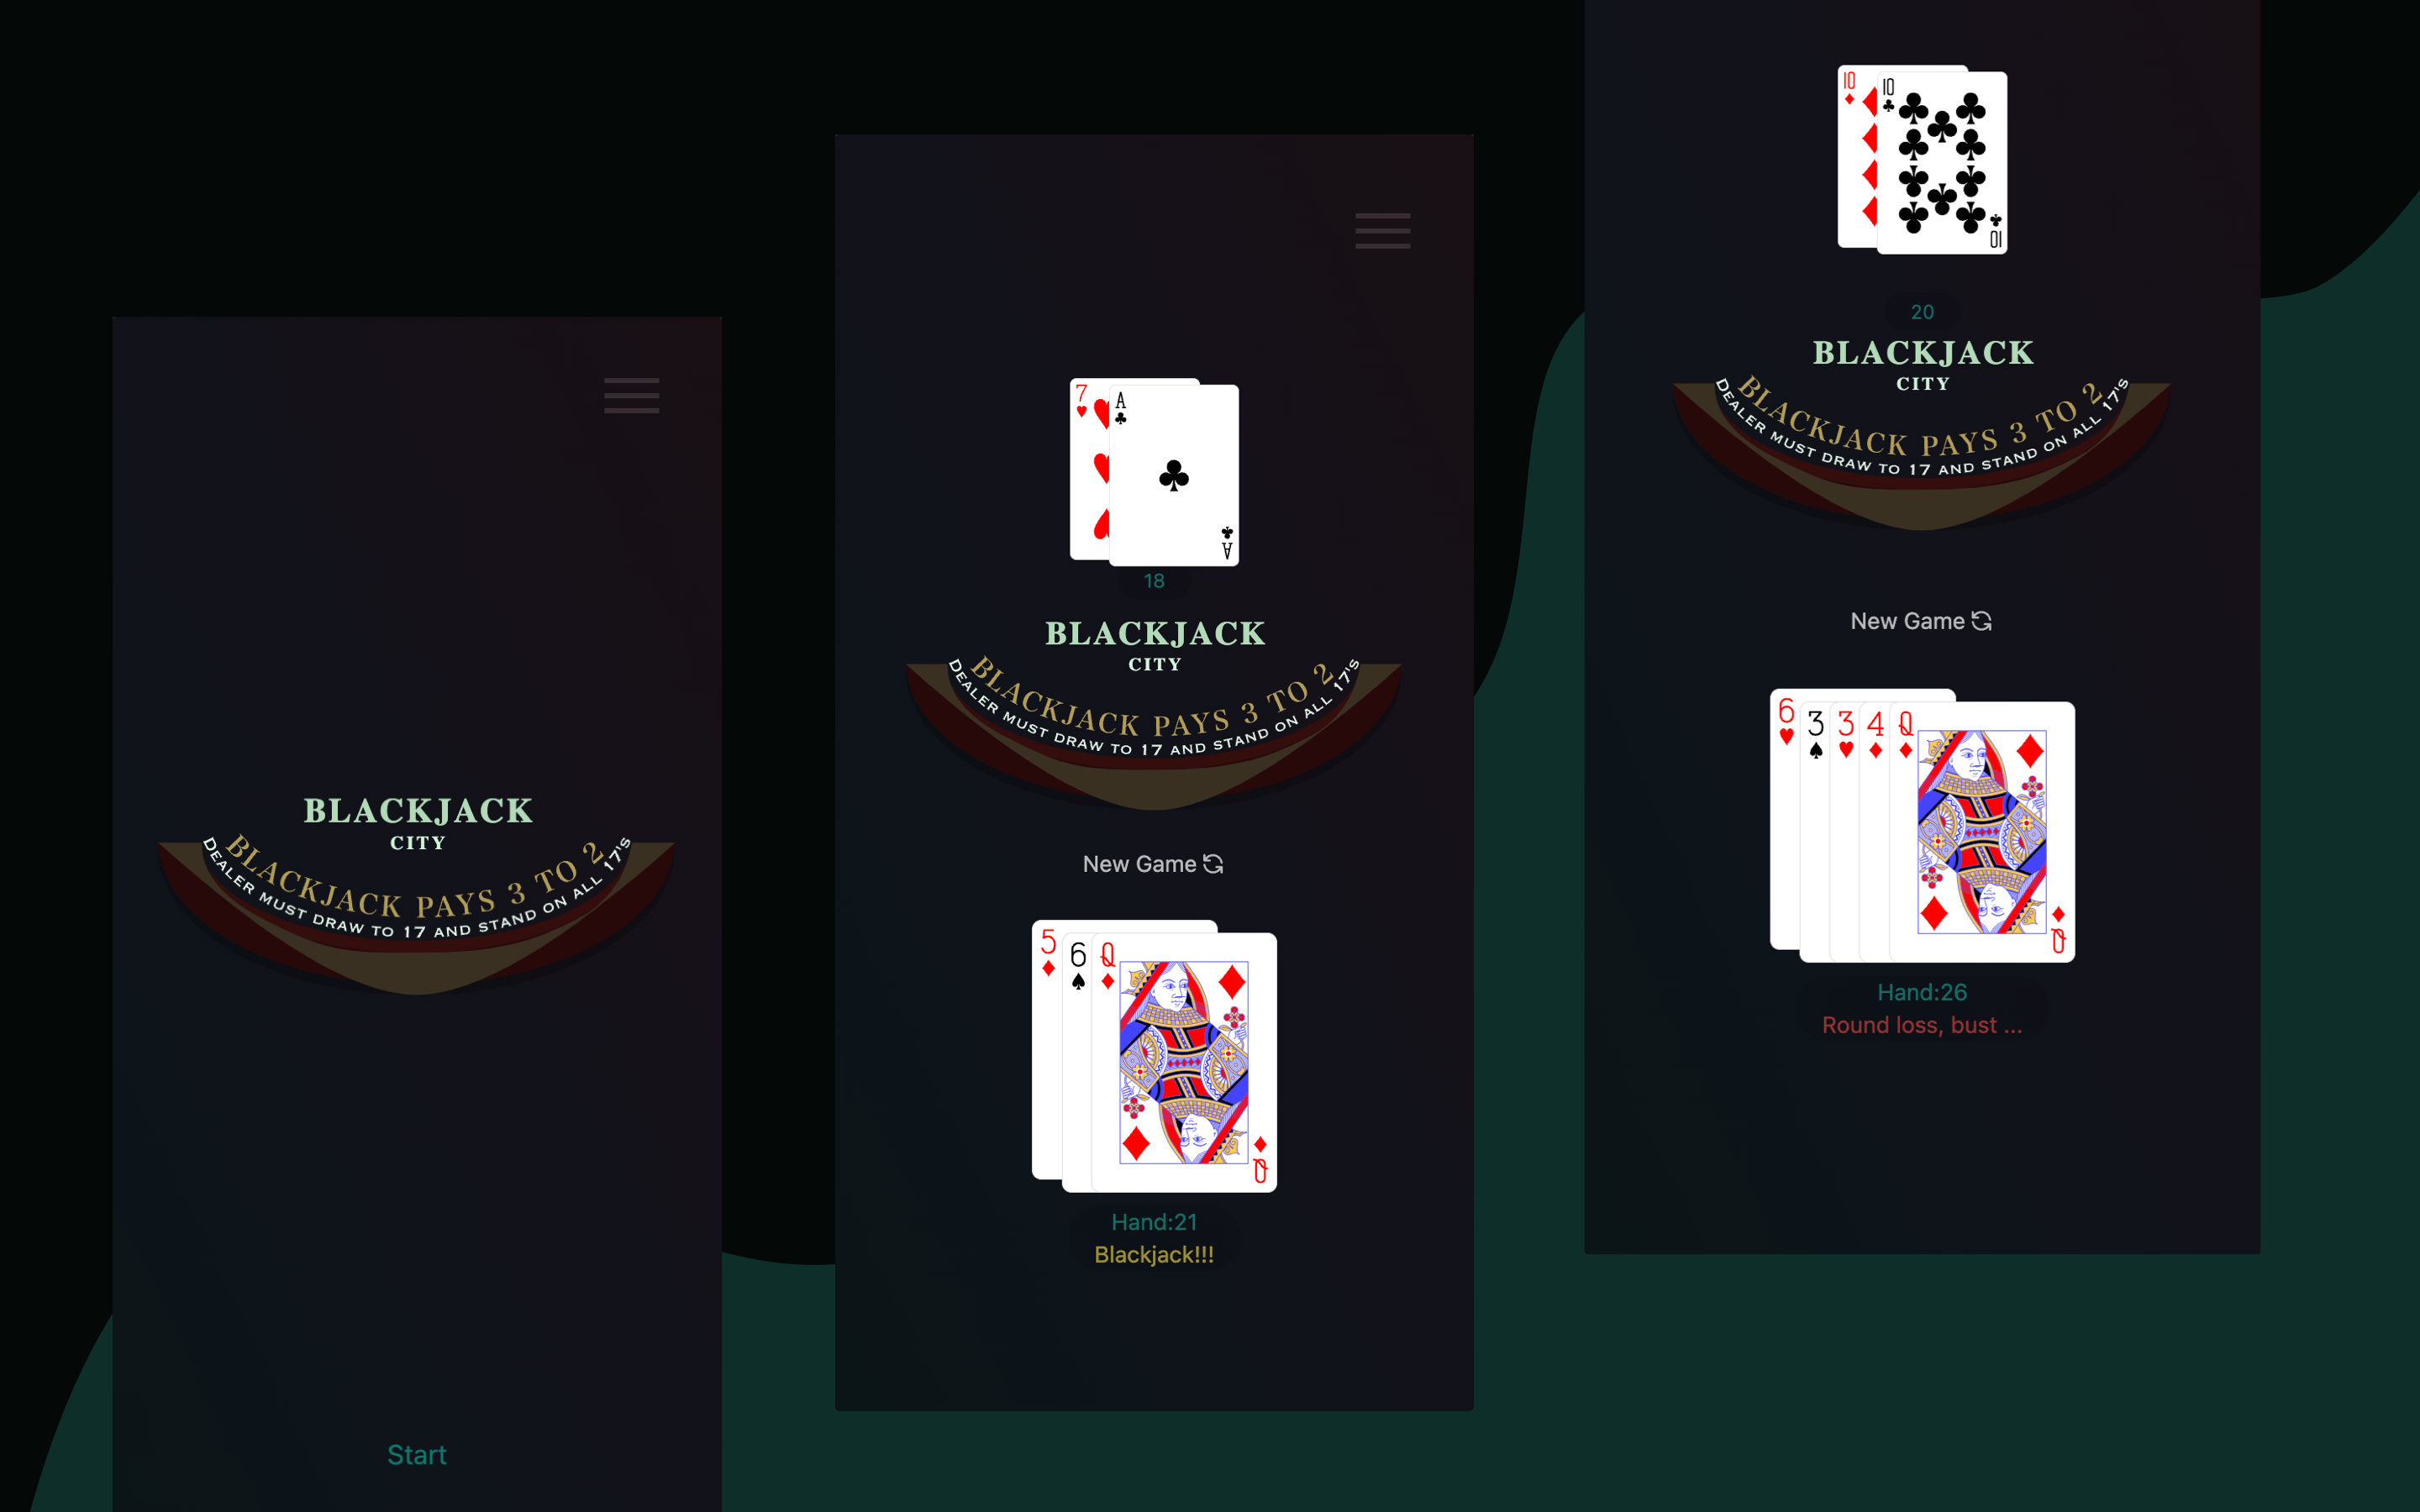 BLACKJACK
CITY
BLACKJACK PAYS 3 TO 2
DEALER MUST DRAW TO 17 AND STAND ON ALL 17's
Start
7
A
A
18
BLACKJACK
CITY
BLACKJACK PAYS 3 TO 2
DEALER MUST DRAW TO 17 AND STAND ON ALL 17's
New Game
5
6
Q
Q
Hand:21
Blackjack!!!
10
10
10
20
BLACKJACK
CITY
BLACKJACK PAYS 3 TO 2
DEALER MUST DRAW TO 17 AND STAND ON ALL 17's
New Game
6
3
3
4
Q
Q
Hand:26
Round loss, bust ...